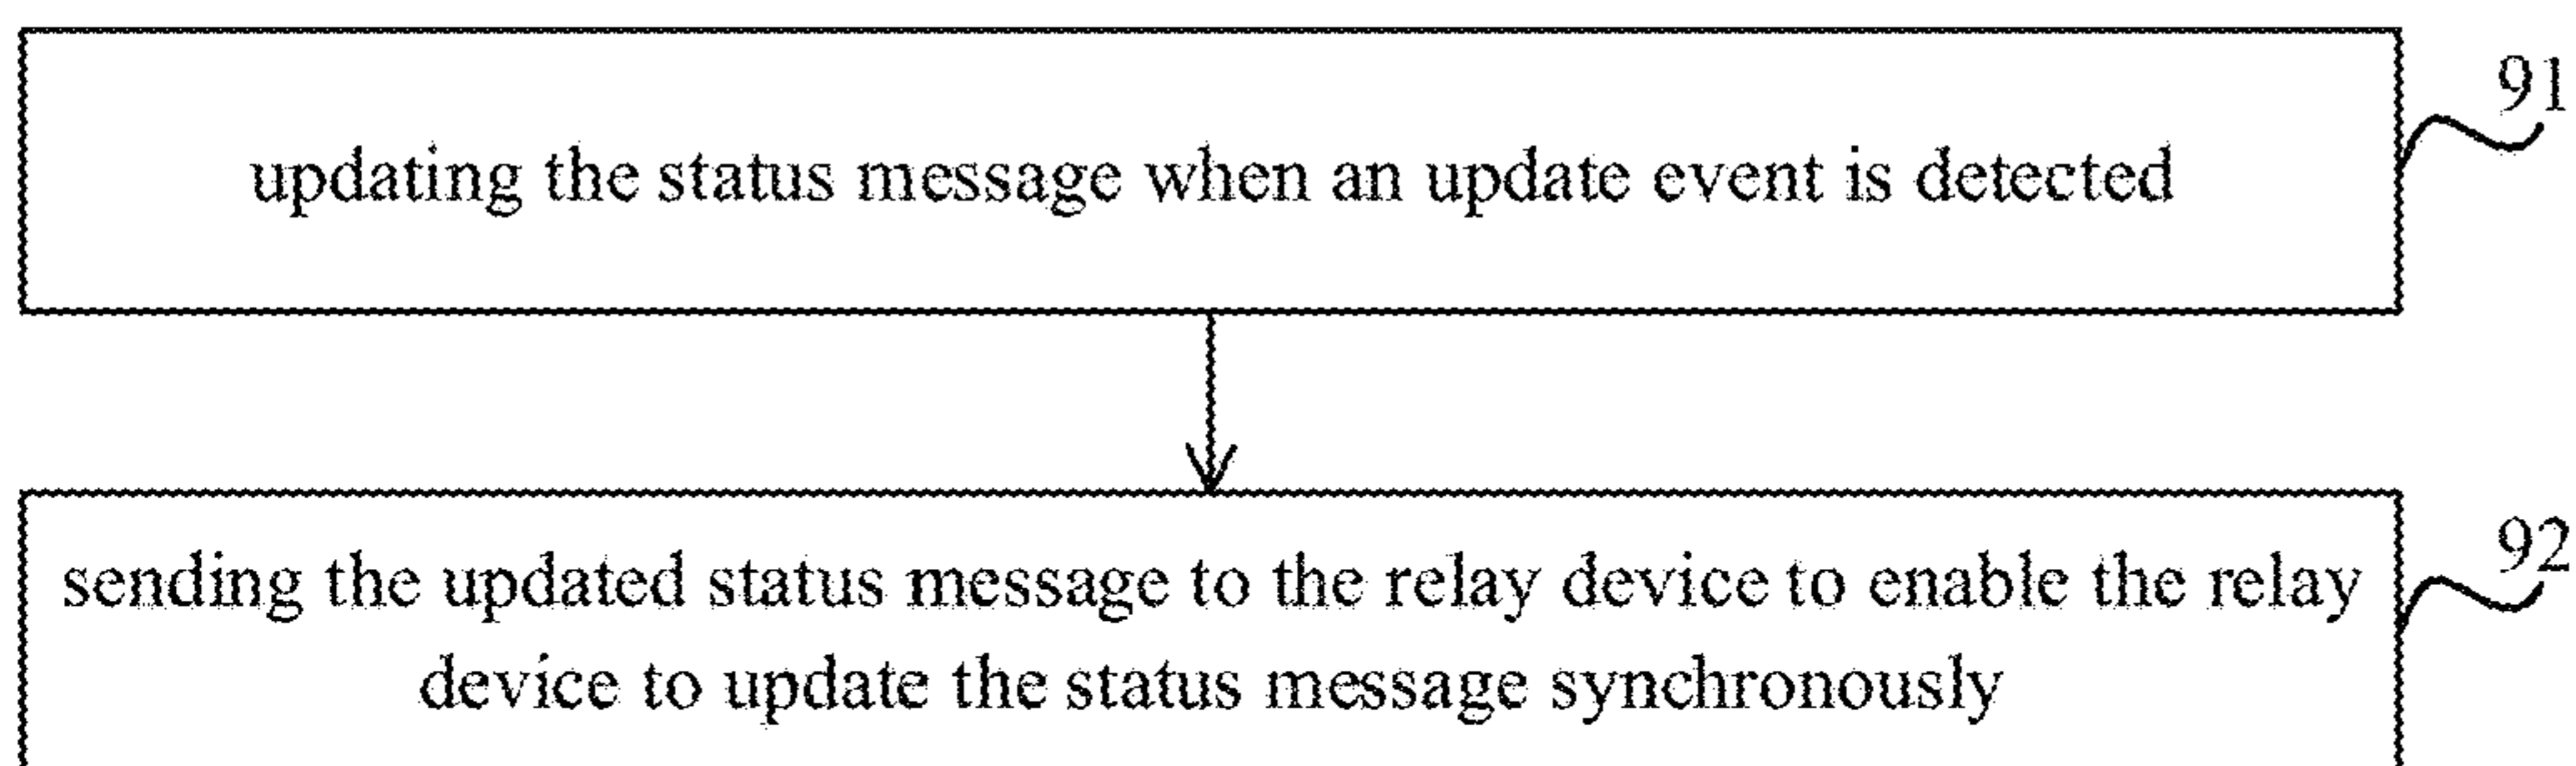 91
updating the status message when an update event is detected
92
sending the updated status message to the relay device to enable the relay
device to update the status message synchronously